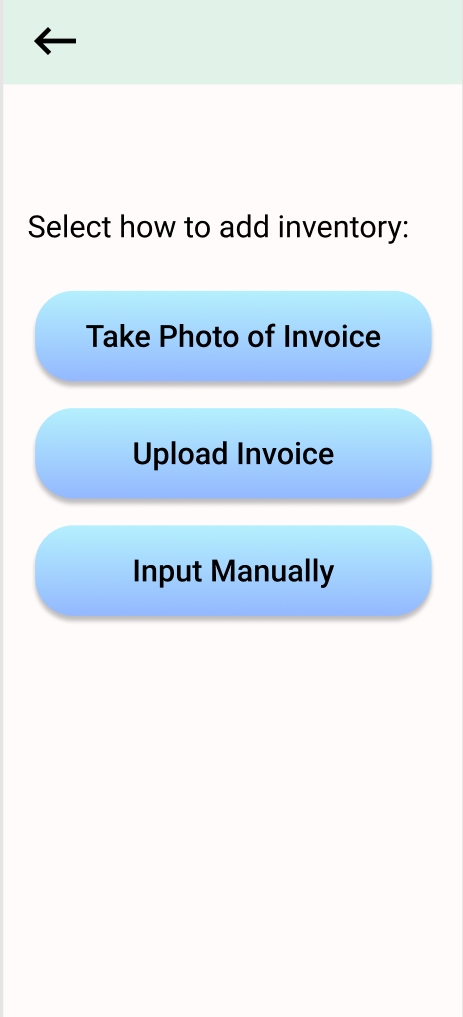 Select how to add inventory:
Take Photo of Invoice
Upload Invoice
Input Manually